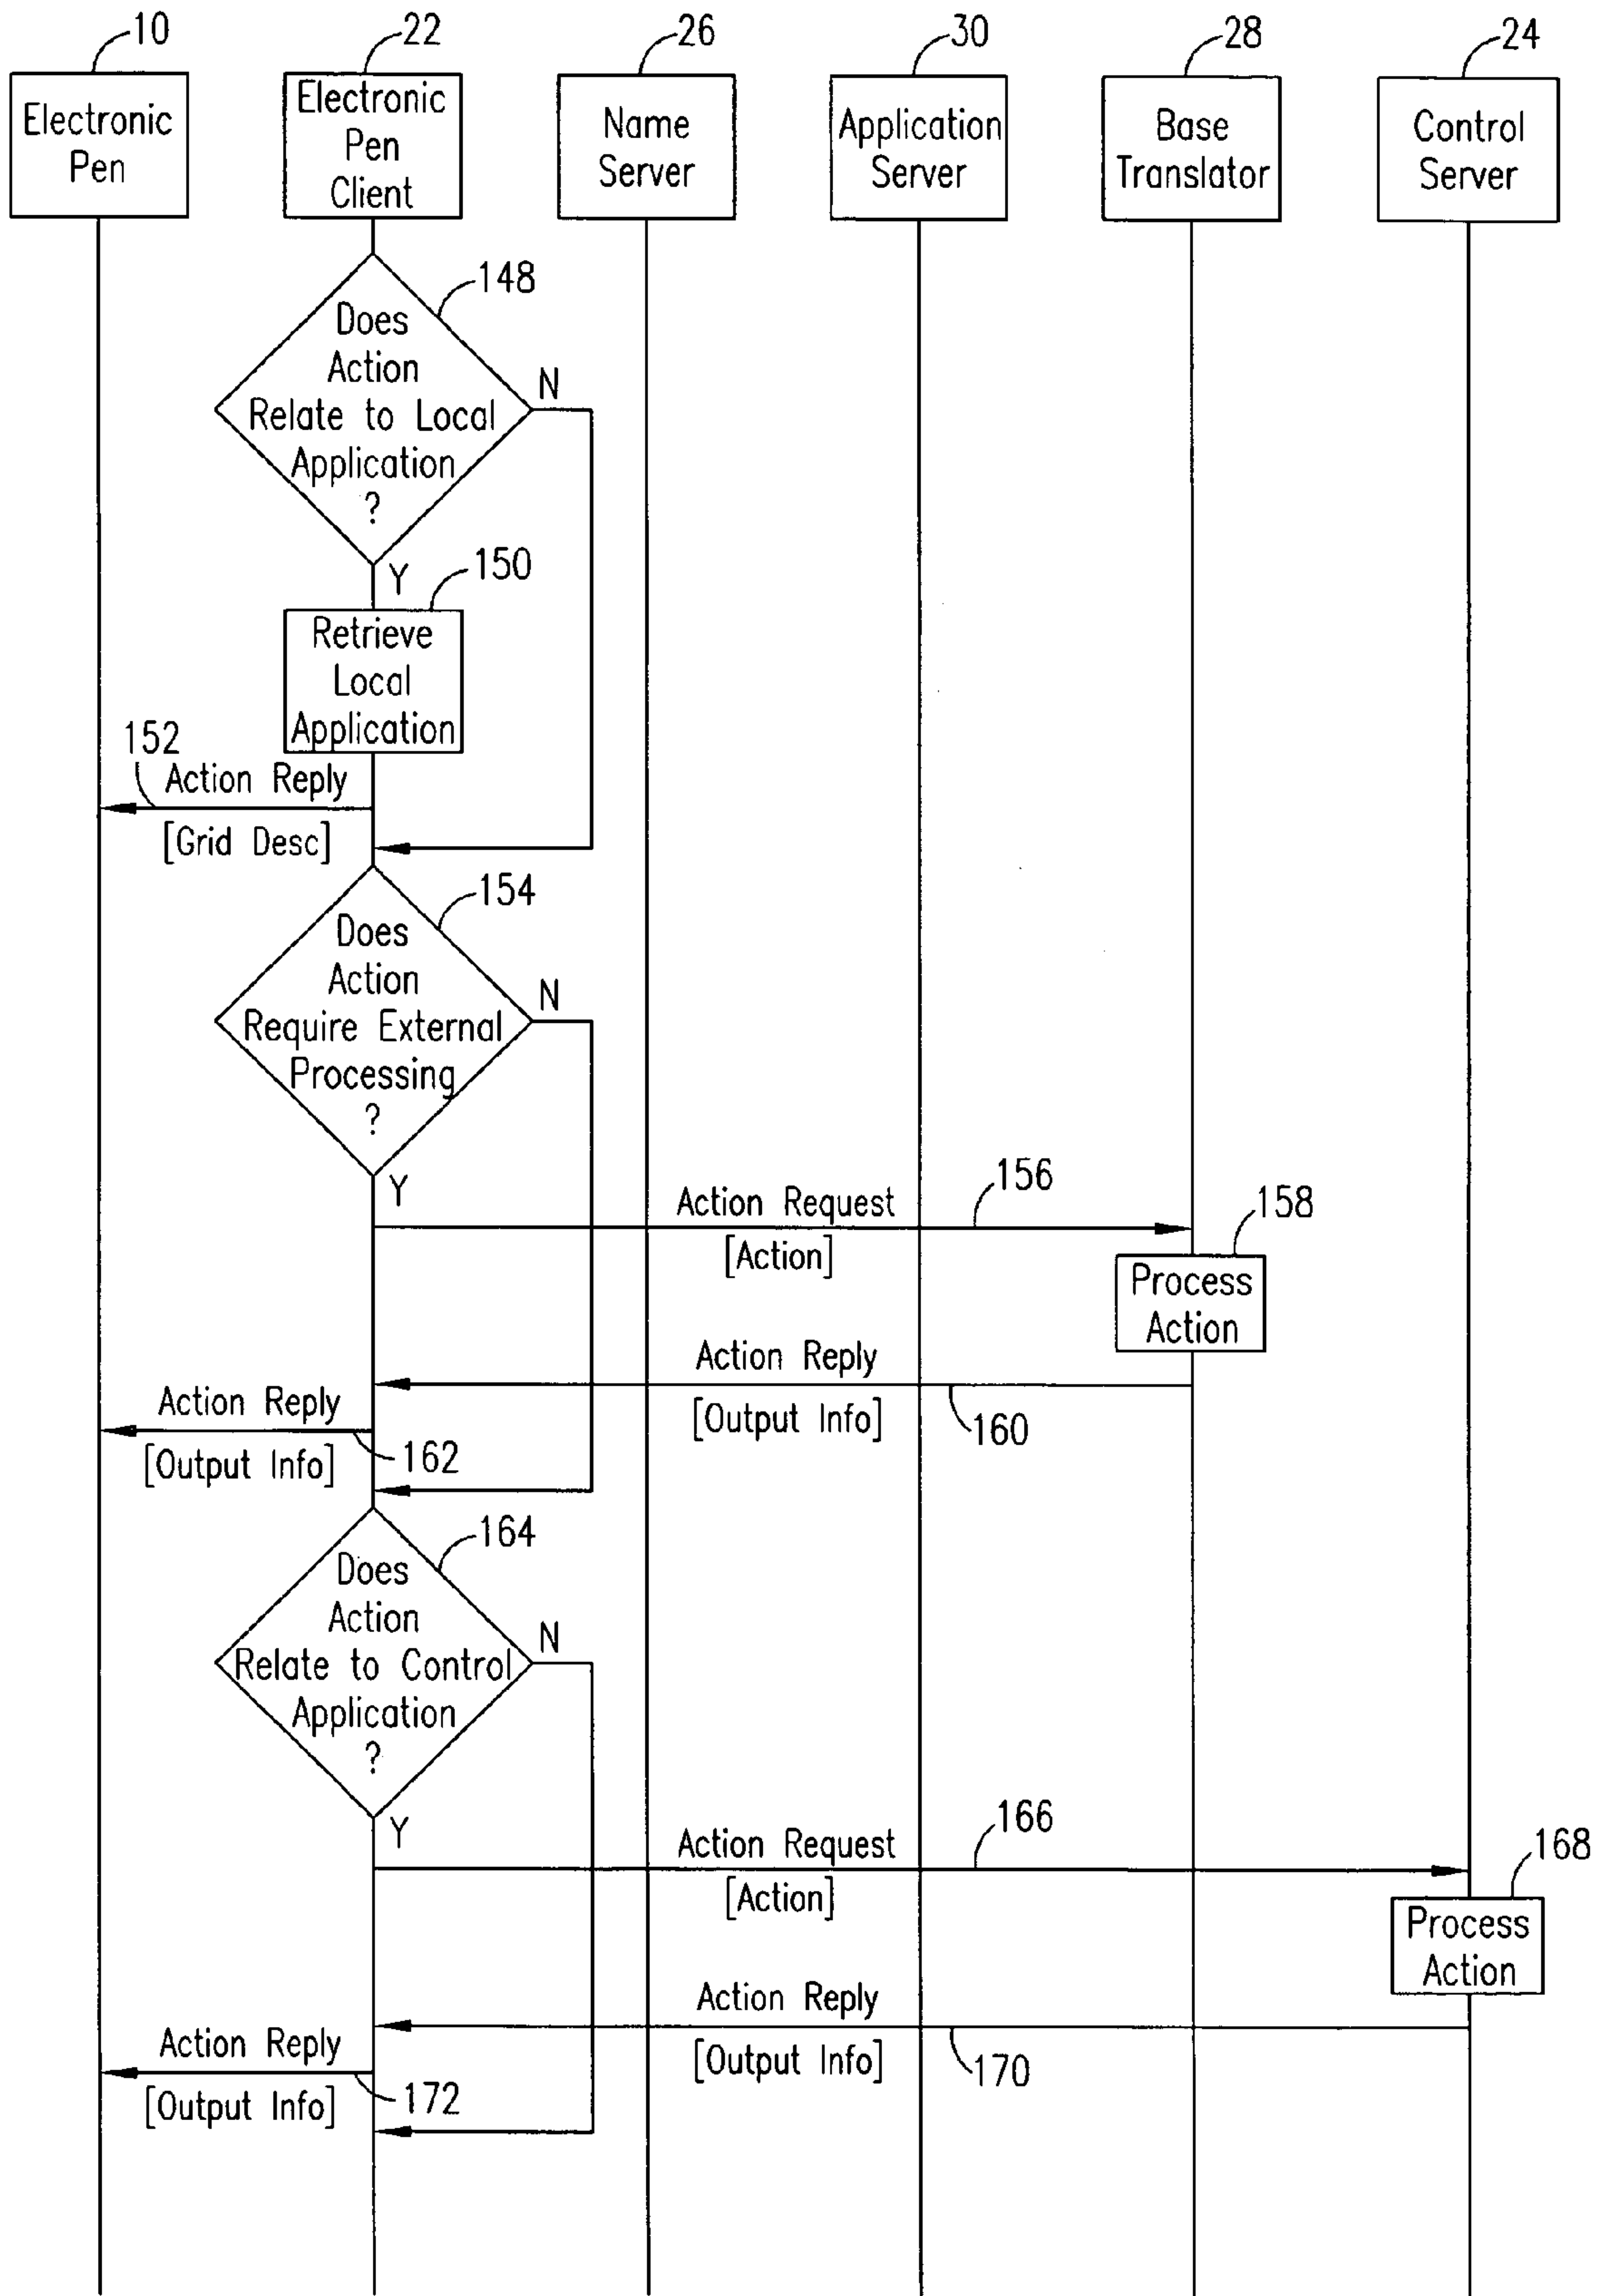 10
22
26
30
28
24
Electronic
Pen
Electronic
Pen
Client
Name
Server
Application
Server
Base
Translator
Control
Server
148
Does
Action
Relate to Local
Application
?
N
Y
150
Retrieve
Local
Application
152
Action Reply
[Grid Desc]
154
Does
Action
Require External
Processing
?
N
Y
Action Request
[Action]
156
158
Process
Action
Action Reply
[Output Info]
160
Action Reply
[Output Info]
162
164
Does
Action
Relate to Control
Application
?
N
Y
Action Request
[Action]
166
168
Process
Action
Action Reply
[Output Info]
170
Action Reply
[Output Info]
172